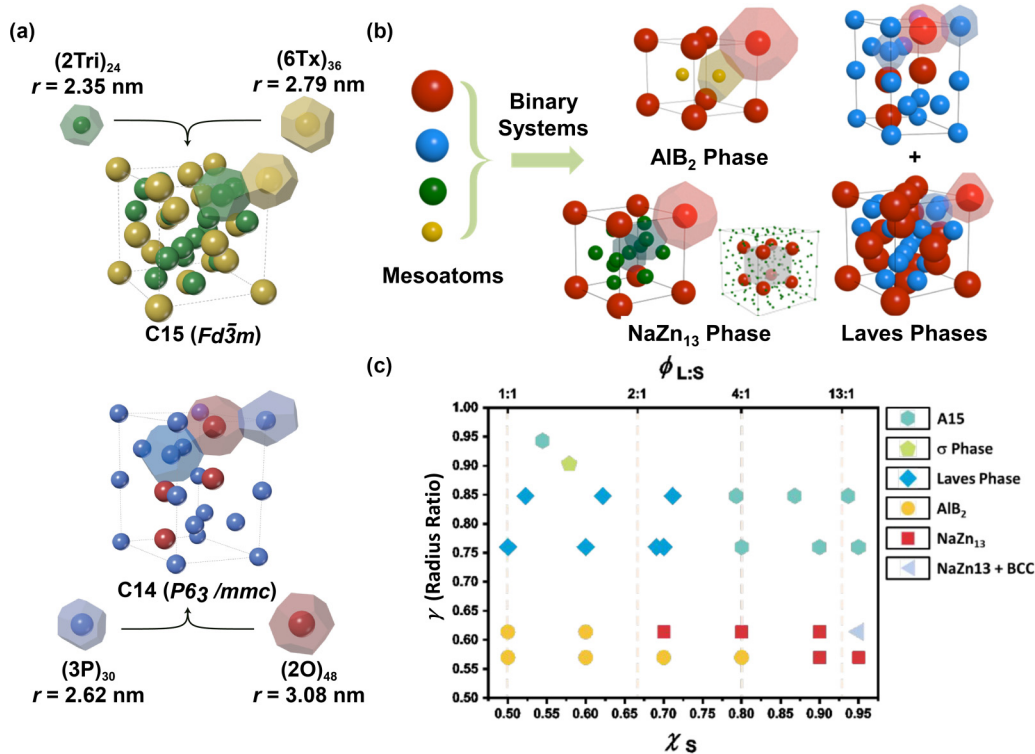 (a)
(2Tri)24
r = 2.35 nm
(6Tx)36
r = 2.79 nm
C15 (Fd3̅m)
C14 (P63 /mmc)
(3P)30
r = 2.62 nm
(2O)48
r = 3.08 nm
(b)
Mesoatoms
Binary
Systems
AlB2 Phase
+
NaZn13 Phase
Laves Phases
(c)
ϕ L:S
1:1 2:1 4:1 13:1
γ (Radius Ratio)
1.00
0.95
0.90
0.85
0.80
0.75
0.70
0.65
0.60
0.55
0.50
0.50 0.55 0.60 0.65 0.70 0.75 0.80 0.85 0.90 0.95
χ S
A15
σ Phase
Laves Phase
AlB2
NaZn13
NaZn13 + BCC